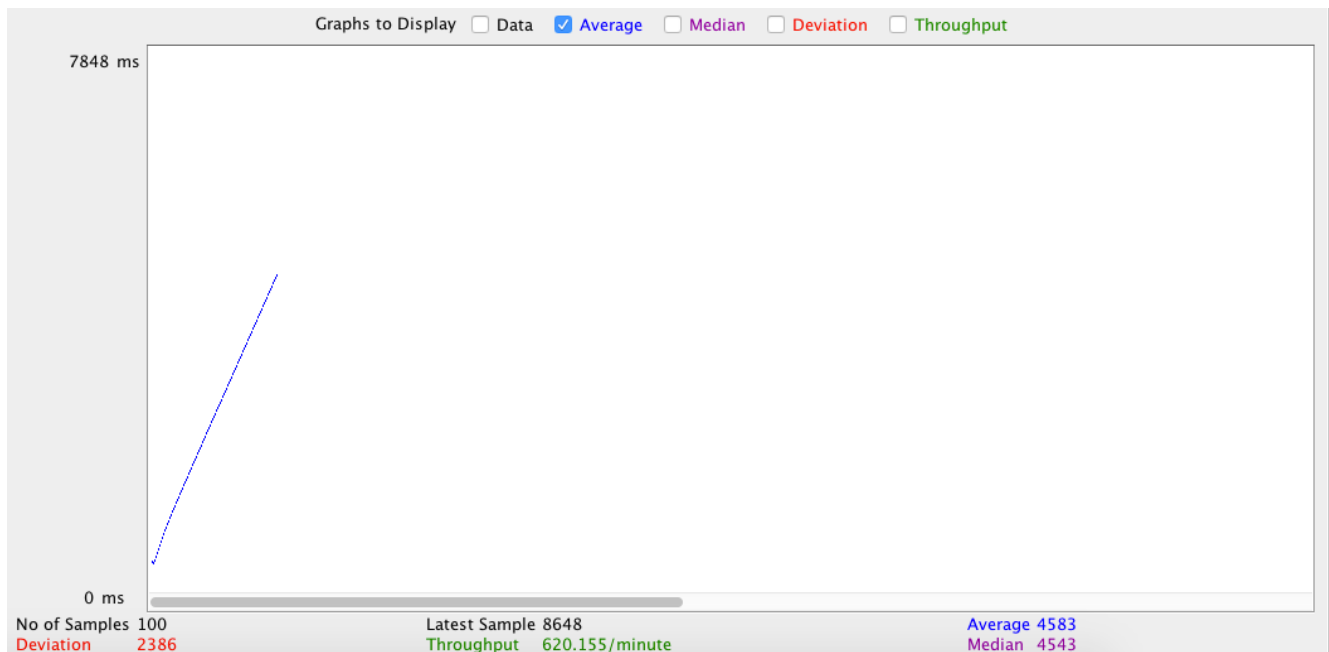 Graphs to Display Data Average Median Deviation Throughput
7848 ms
0 ms
No of Samples 100 Latest Sample 8648 Average 4583
Deviation 2386 Throughput 620.155/minute Median 4543